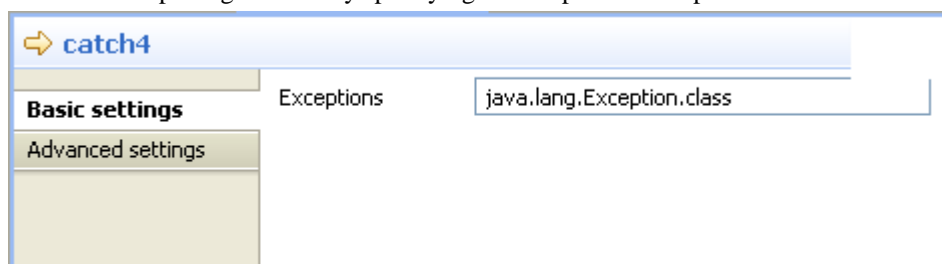 catch4
Basic settings
Exceptions
java.lang.Exception.class
Advanced settings